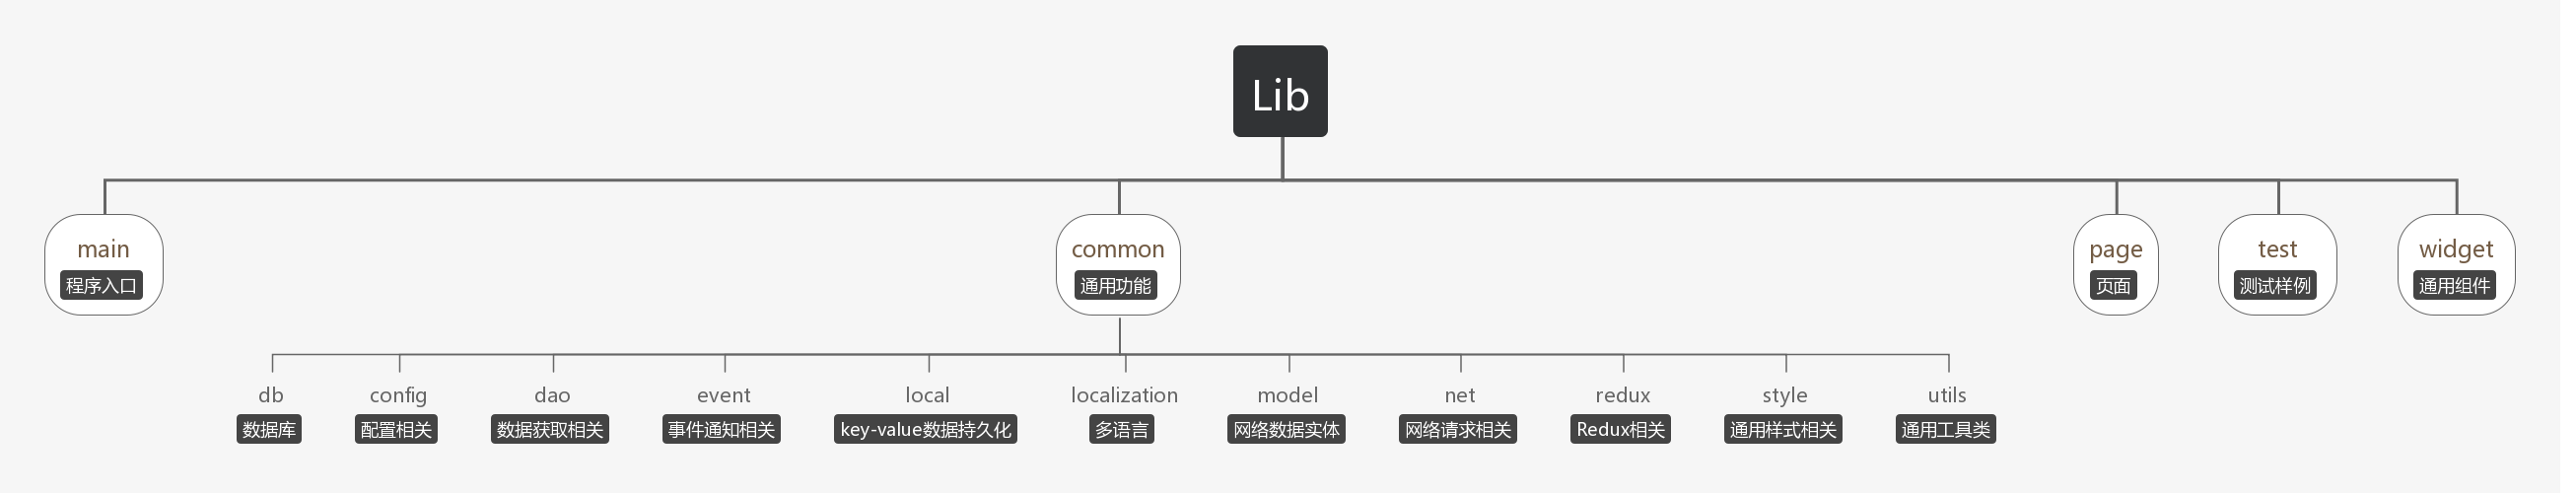 Lib
main
程序入口
common
通用功能
page
页面
test
测试样例
widget
通用组件
db
数据库
config
配置相关
dao
数据获取相关
event
事件通知相关
local
key-value数据持久化
localization
多语言
model
网络数据实体
net
网络请求相关
redux
Redux相关
style
通用样式相关
utils
通用工具类